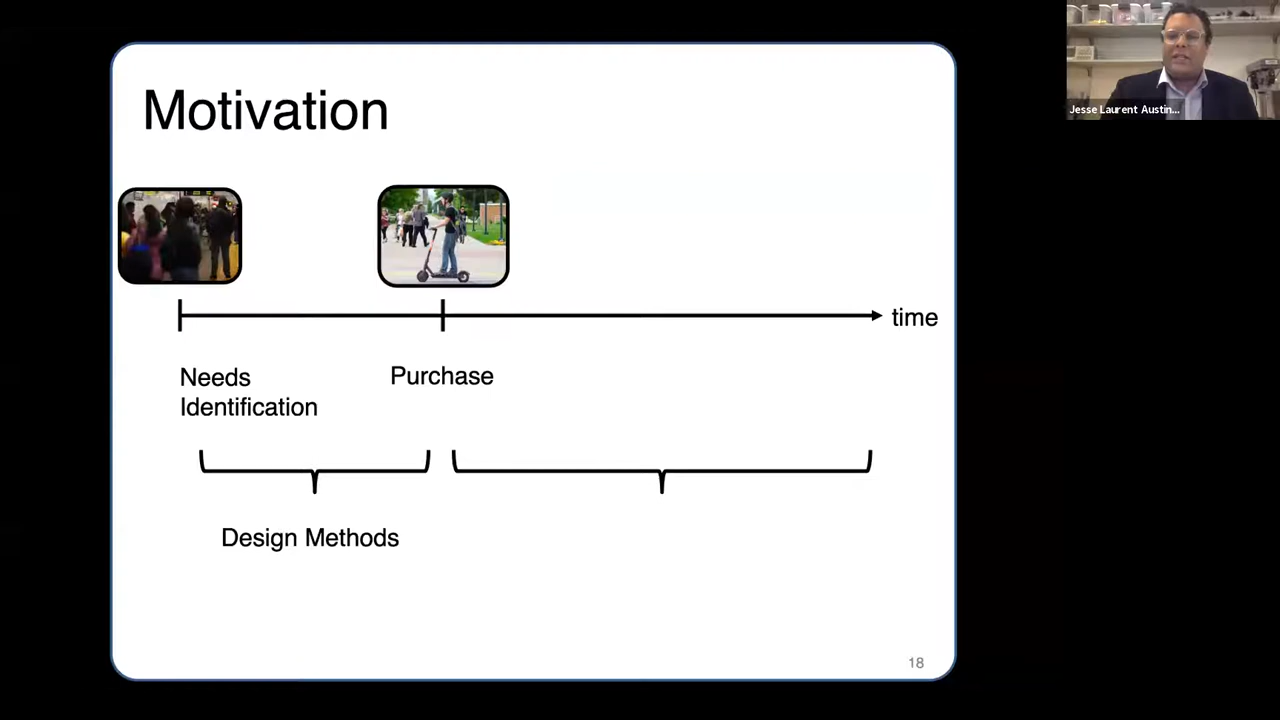 Jesse Laurent Austin...
Motivation
time
Needs
Identification
Purchase
Design Methods
18